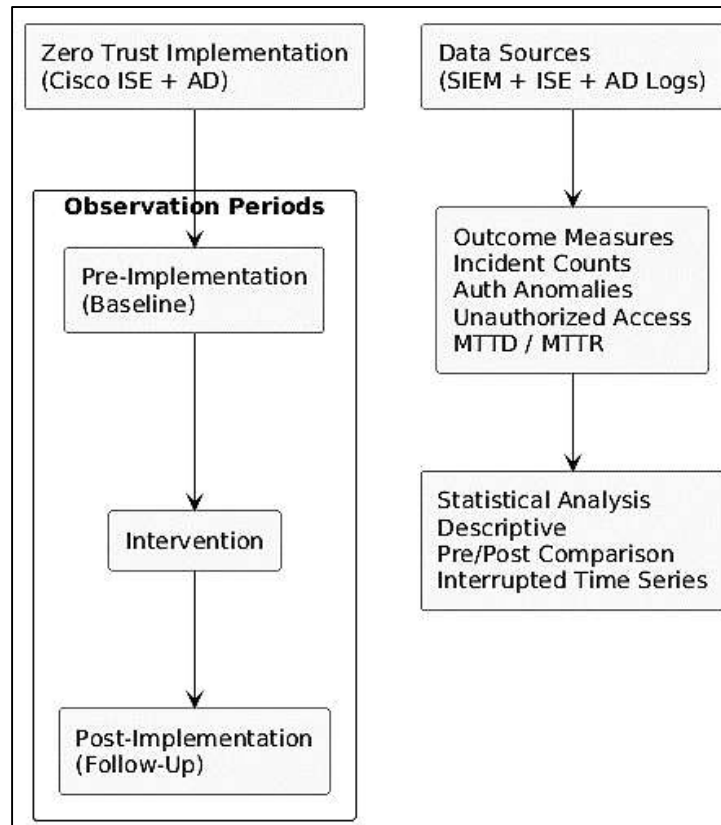 Zero Trust Implementation
(Cisco ISE + AD)
Observation Periods
Pre-Implementation
(Baseline)
Intervention
Post-Implementation
(Follow-Up)
Data Sources
(SIEM + ISE + AD Logs)
Outcome Measures
Incident Counts
Auth Anomalies
Unauthorized Access
MTTD / MTTR
Statistical Analysis
Descriptive
Pre/Post Comparison
Interrupted Time Series